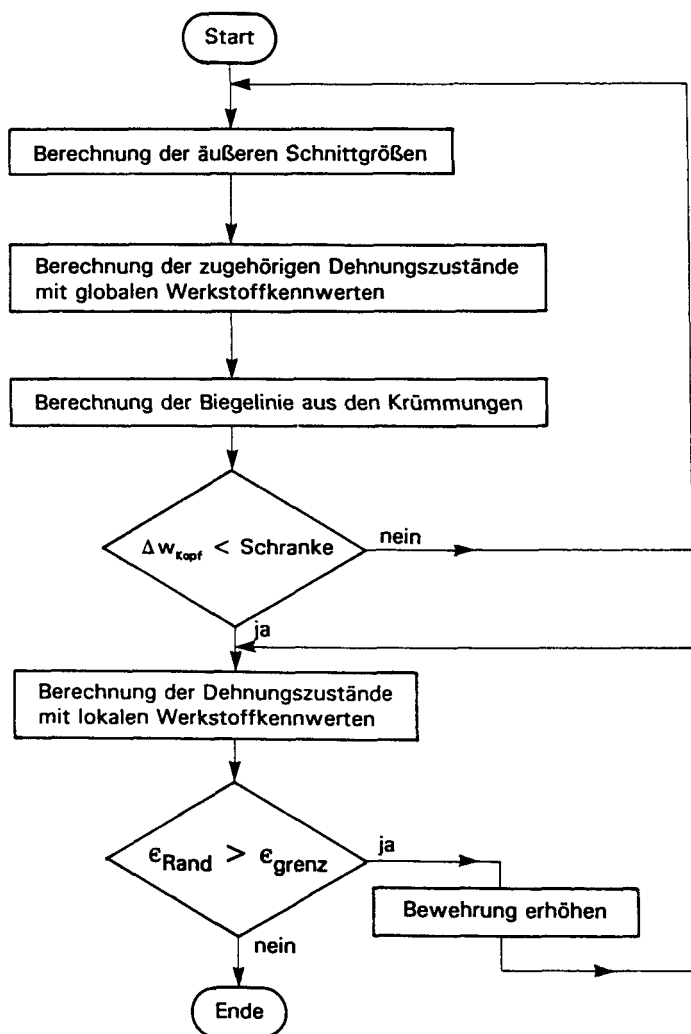 Start
Berechnung der äußeren Schnittgrößen
Berechnung der zugehörigen Dehnungszustände
mit globalen Werkstoffkennwerten
Berechnung der Biegelinie aus den Krümmungen
Δw_Kopf < Schranke
nein
ja
Berechnung der Dehnungszustände
mit lokalen Werkstoffkennwerten
ϵ_Rand > ϵ_grenz
ja
Bewehrung erhöhen
nein
Ende